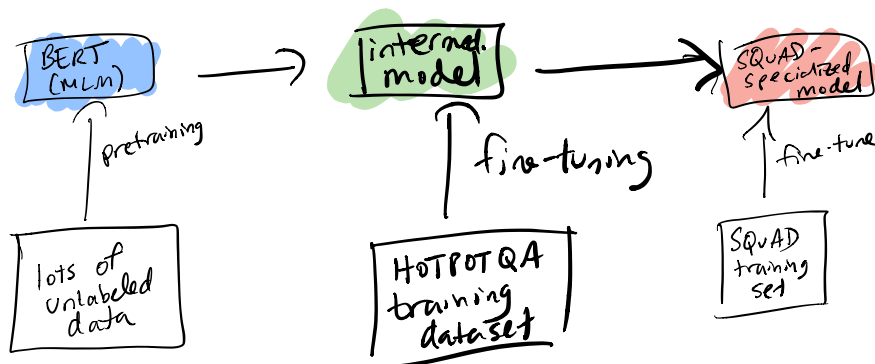 BERT
(MLM)
intermed.
model
SQuAD-
specialized
model
pretraining
fine-tuning
fine-tune
lots of
unlabeled
data
HOTPOTQA
training
dataset
SQuAD
training
set